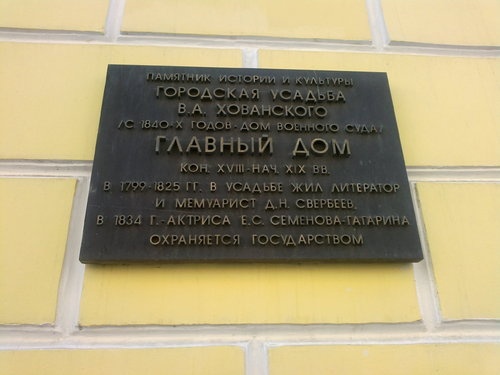 ПАМЯТНИК ИСТОРИИ И КУЛЬТУРЫ
ГОРОДСКАЯ УСАДЬБА
В.А. ХОВАНСКОГО
/С 1840-Х ГОДОВ - ДОМ ВОЕННОГО СУДА/
ГЛАВНЫЙ ДОМ
КОН. XVIII-НАЧ. XIX ВВ.
В 1799-1825 ГГ. В УСАДЬБЕ ЖИЛ ЛИТЕРАТОР
И МЕМУАРИСТ Д.Н. СВЕРБЕЕВ,
В 1834 Г.-АКТРИСА Е.С. СЕМЕНОВА-ГАГАРИНА
ОХРАНЯЕТСЯ ГОСУДАРСТВОМ